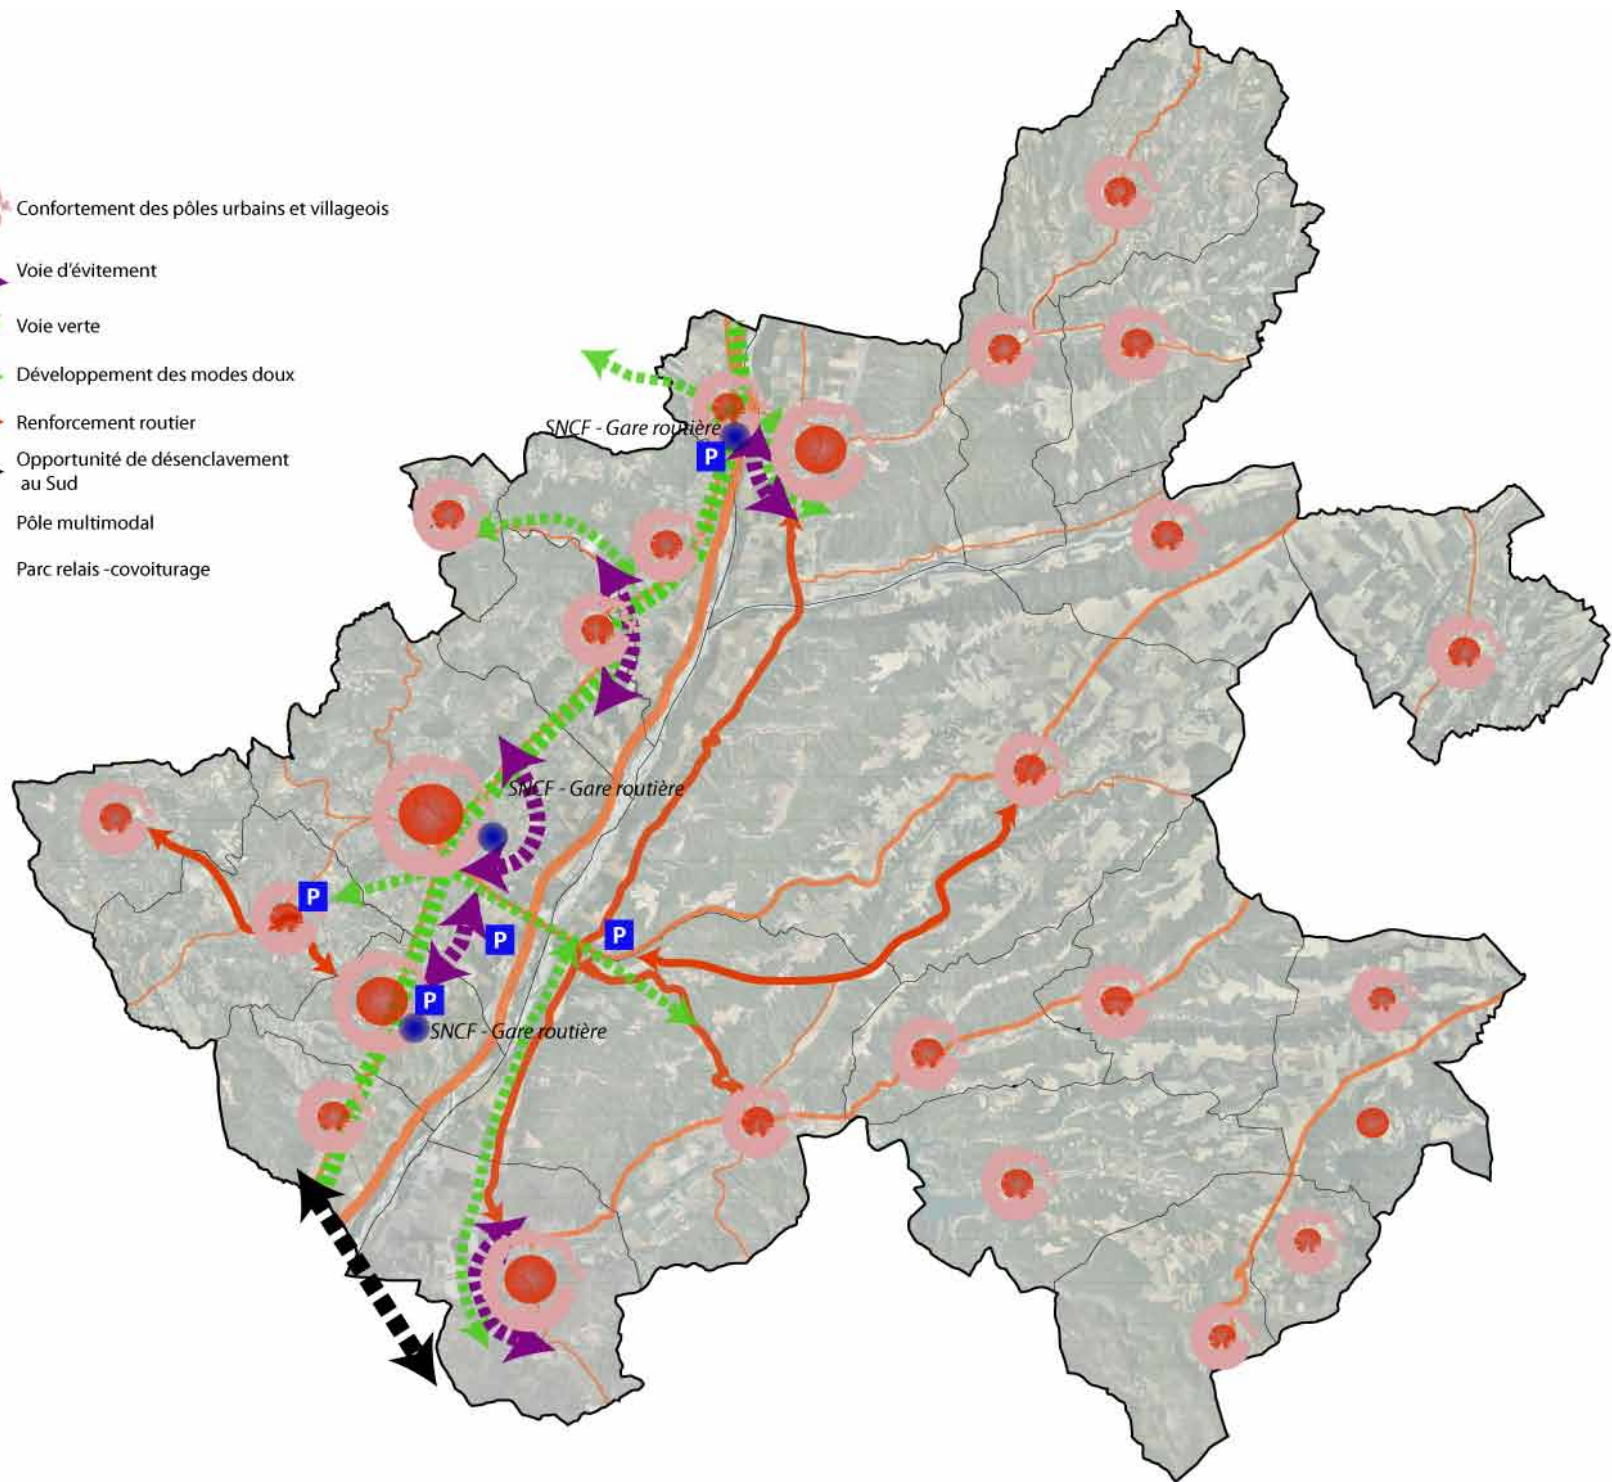 Confortement des pôles urbains et villageois
Voie d'évitement
Voie verte
Développement des modes doux
Renforcement routier
Opportunité de désenclavement
au Sud
Pôle multimodal
Parc relais -covoiturage
SNCF - Gare routière
P
SNCF - Gare routière
P
P
P
P
SNCF - Gare routière